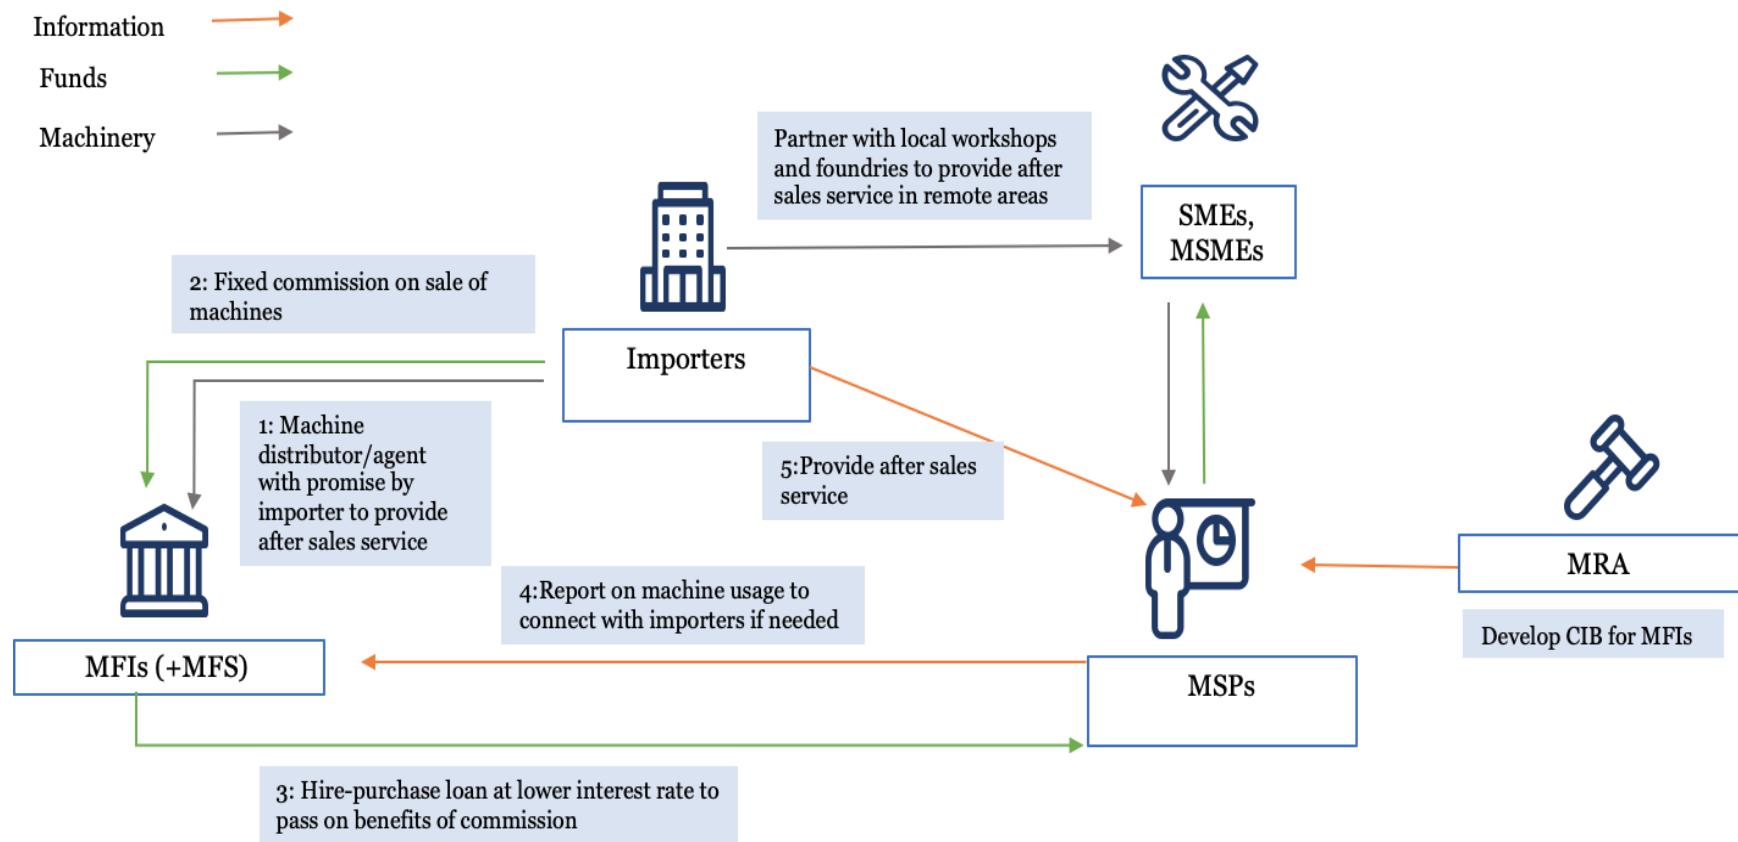 Information
Funds
Machinery
Partner with local workshops
and foundries to provide after
sales service in remote areas
SMEs,
MSMEs
2: Fixed commission on sale of
machines
Importers
1: Machine
distributor/agent
with promise by
importer to provide
after sales service
5:Provide after sales
service
4:Report on machine usage to
connect with importers if needed
MRA
Develop CIB for MFIs
MFIs (+MFS)
MSPs
3: Hire-purchase loan at lower interest rate to
pass on benefits of commission